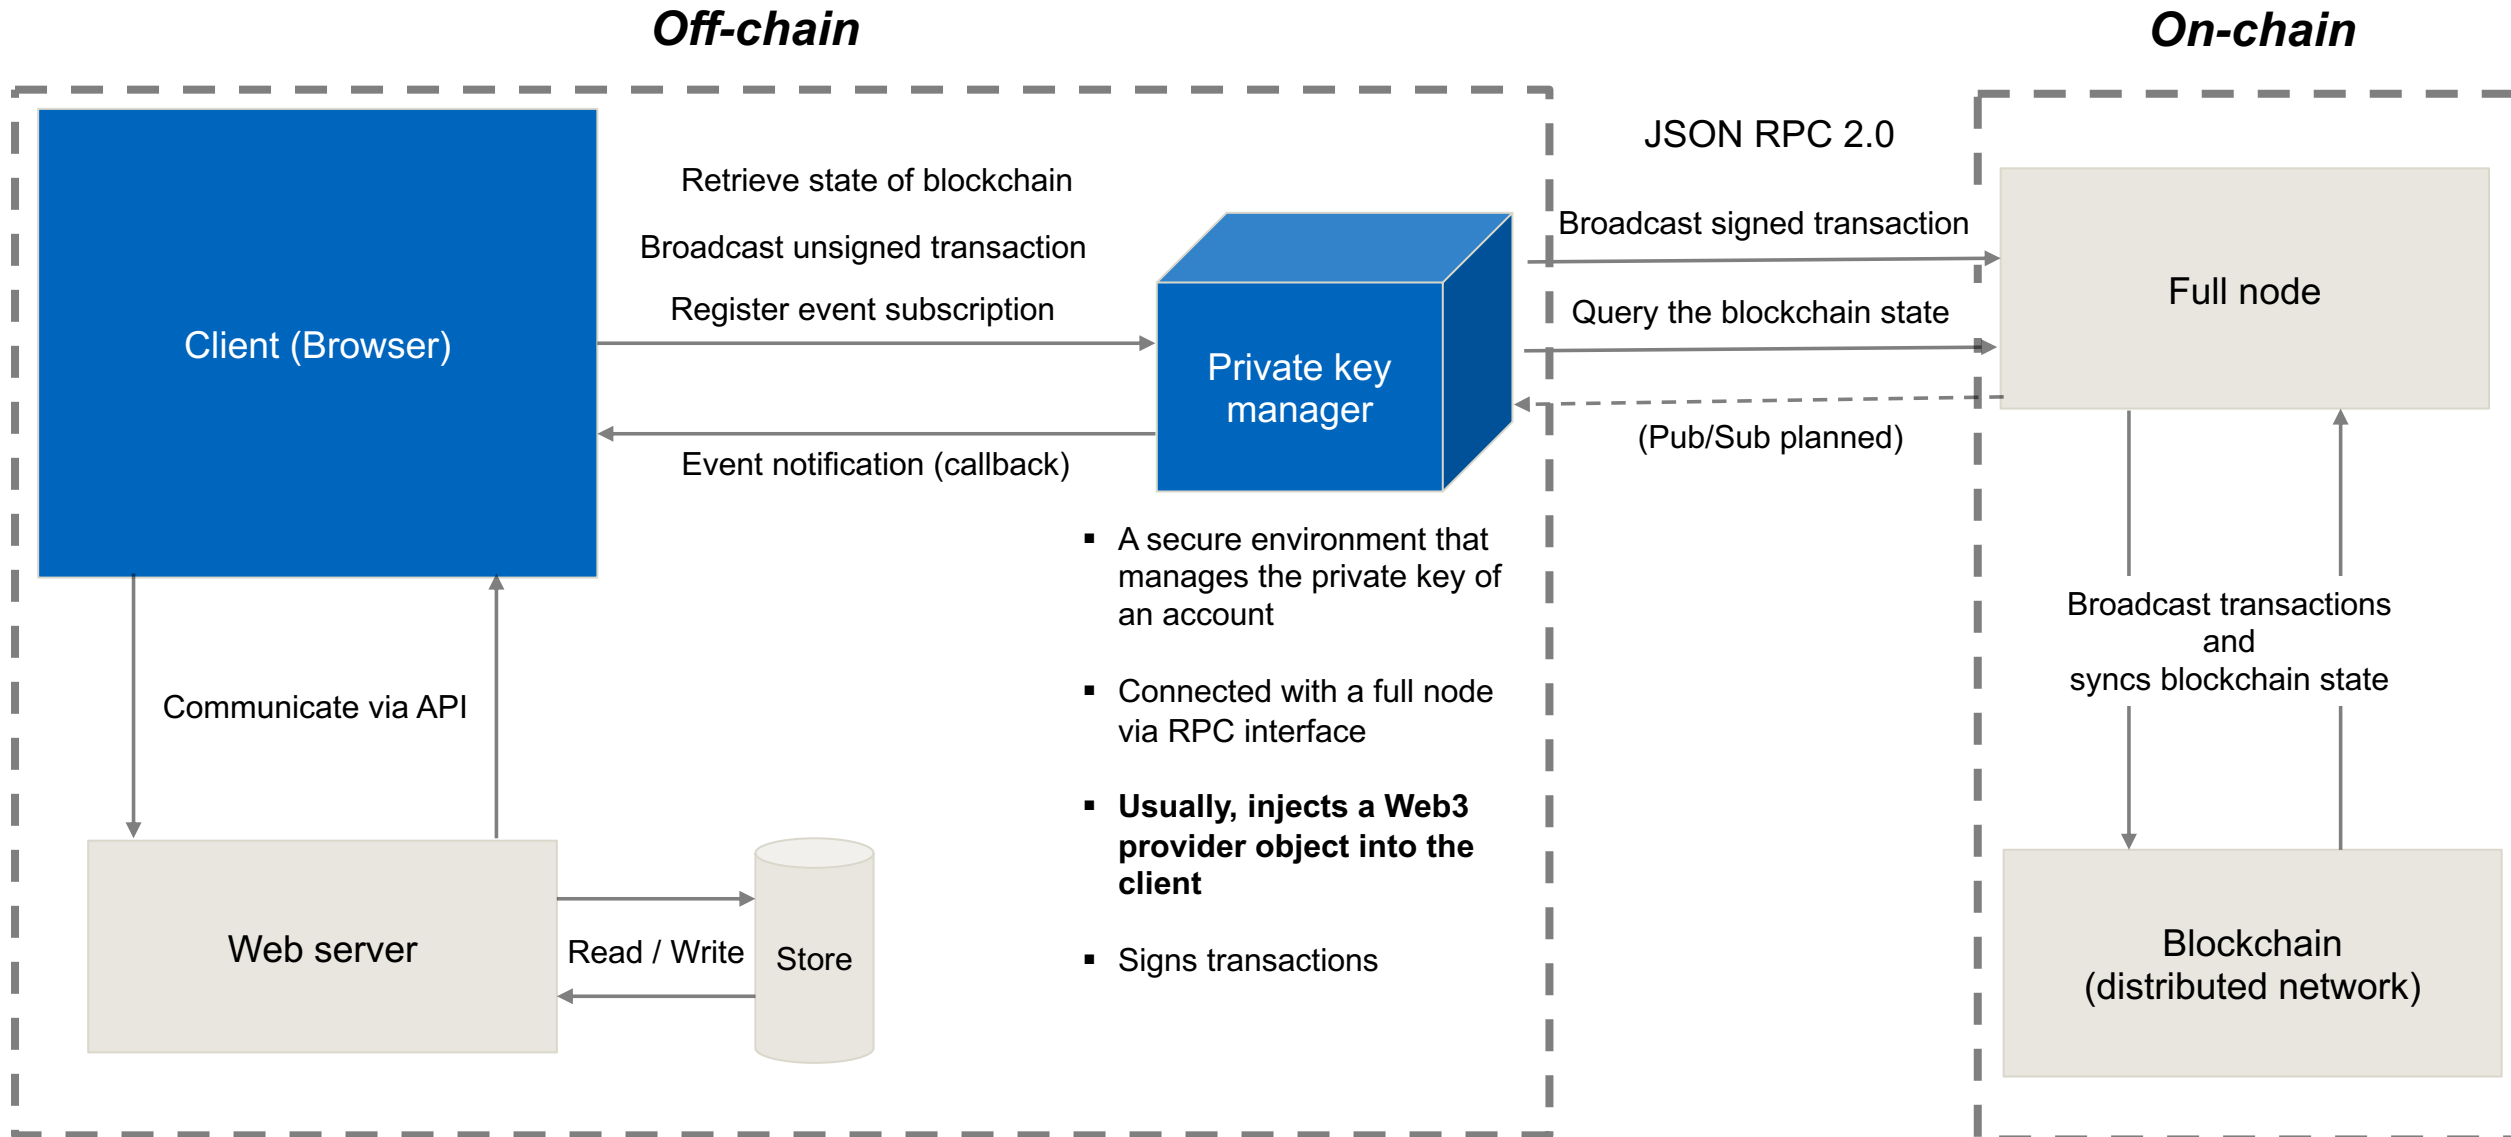 Off-chain
On-chain
JSON RPC 2.0
Client (Browser)
Retrieve state of blockchain
Broadcast unsigned transaction
Register event subscription
Event notification (callback)
Private key
manager
Broadcast signed transaction
Query the blockchain state
(Pub/Sub planned)
Full node
▪ A secure environment that
manages the private key of
an account
▪ Connected with a full node
via RPC interface
▪ Usually, injects a Web3
provider object into the
client
▪ Signs transactions
Communicate via API
Broadcast transactions
and
syncs blockchain state
Web server
Read / Write
Store
Blockchain
(distributed network)